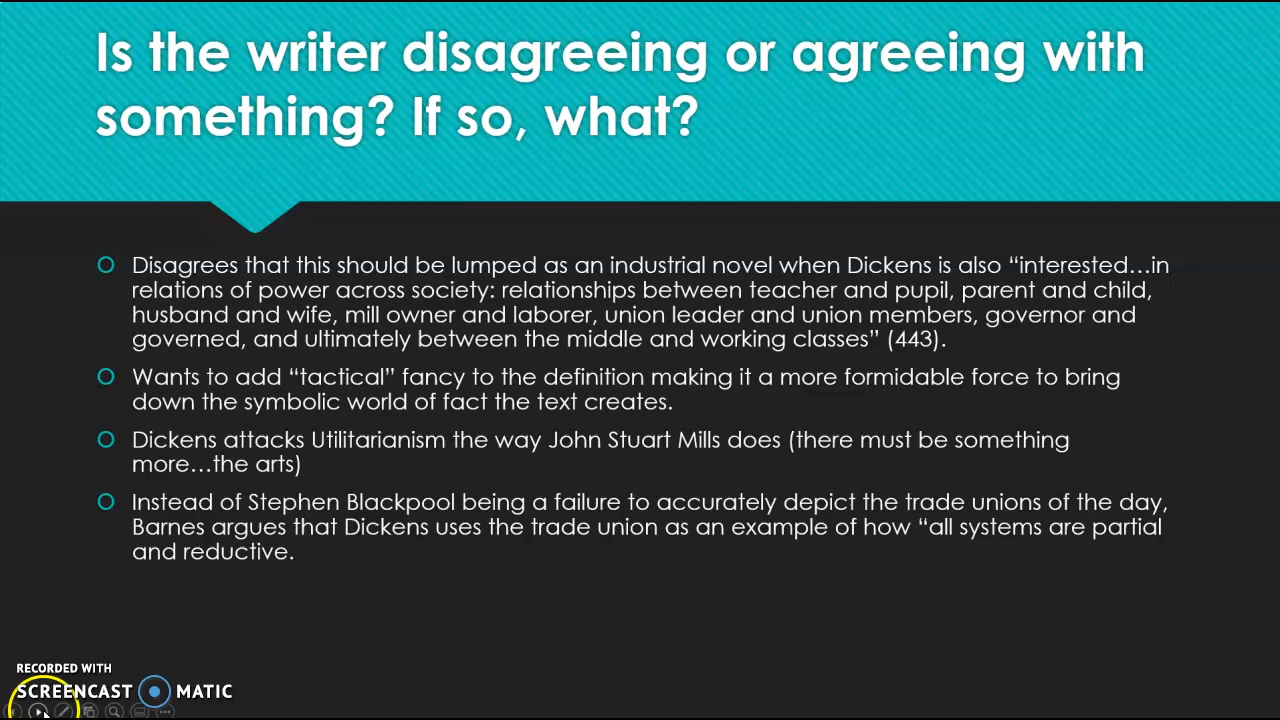 Is the writer disagreeing or agreeing with
something? If so, what?
Disagrees that this should be lumped as an industrial novel when Dickens is also “interested…in
relations of power across society: relationships between teacher and pupil, parent and child,
husband and wife, mill owner and laborer, union leader and union members, governor and
governed, and ultimately between the middle and working classes” (443).
Wants to add “tactical” fancy to the definition making it a more formidable force to bring
down the symbolic world of fact the text creates.
Dickens attacks Utilitarianism the way John Stuart Mills does (there must be something
more…the arts)
Instead of Stephen Blackpool being a failure to accurately depict the trade unions of the day,
Barnes argues that Dickens uses the trade union as an example of how “all systems are partial
and reductive.
RECORDED WITH
SCREENCAST MATIC